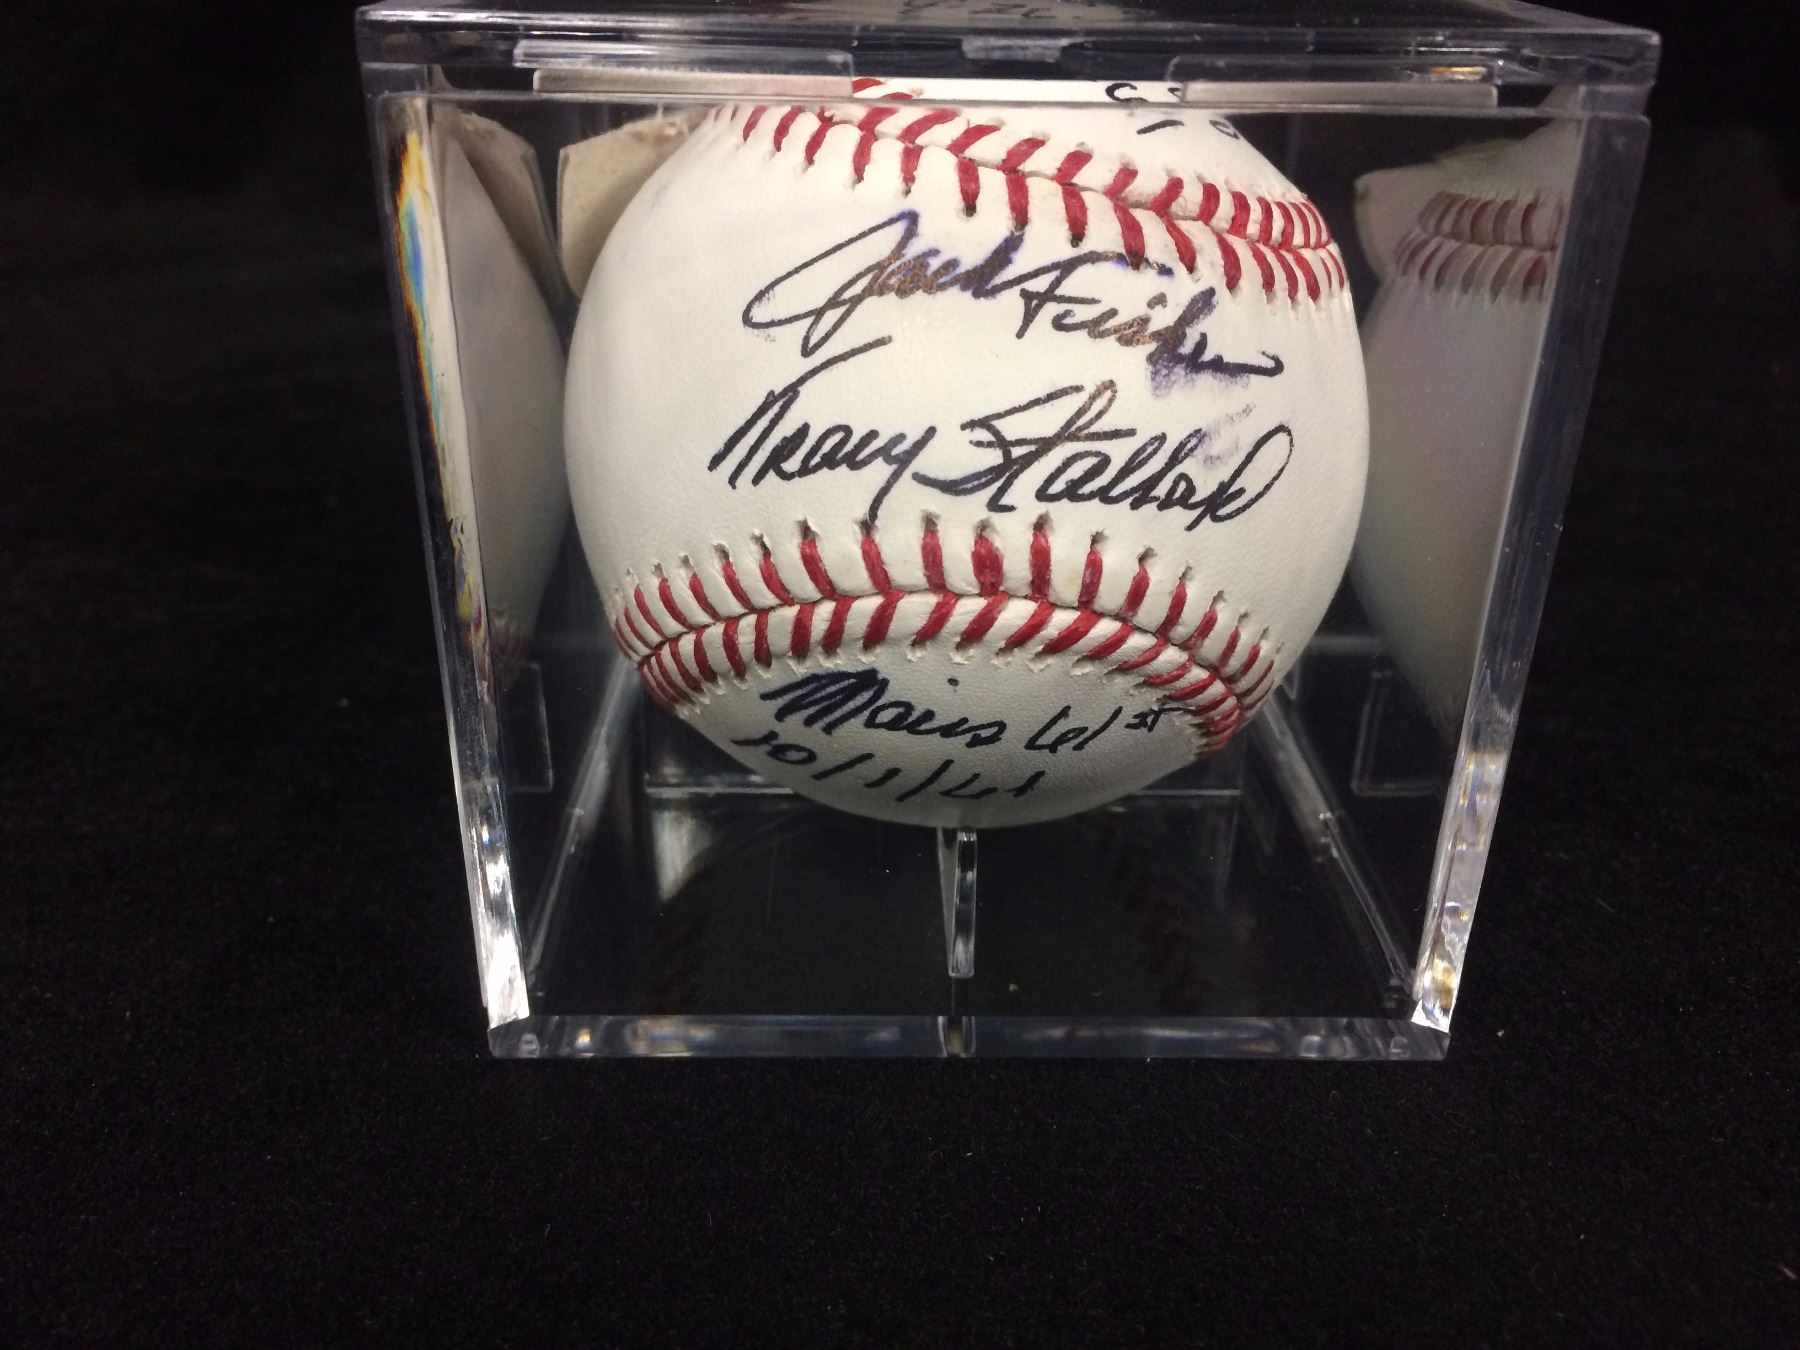 Jack Fisher
Tracy Stallard
Maris 61st
10/1/61